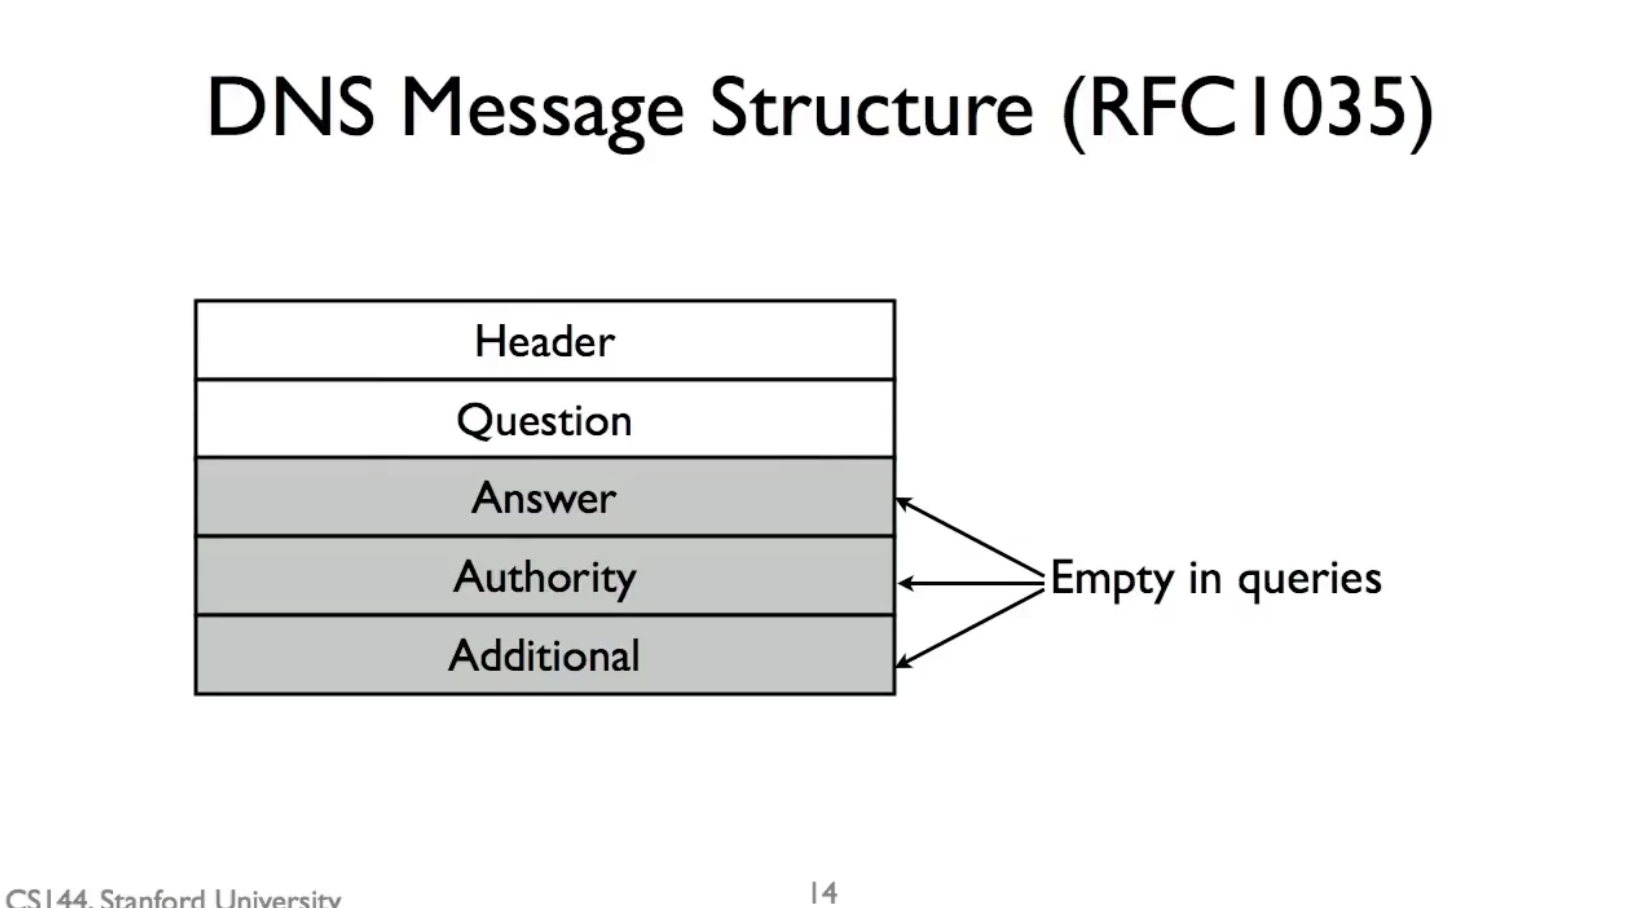 DNS Message Structure (RFC1035)
Header
Question
Answer
Authority
Empty in queries
Additional
CS144, Stanford University
14